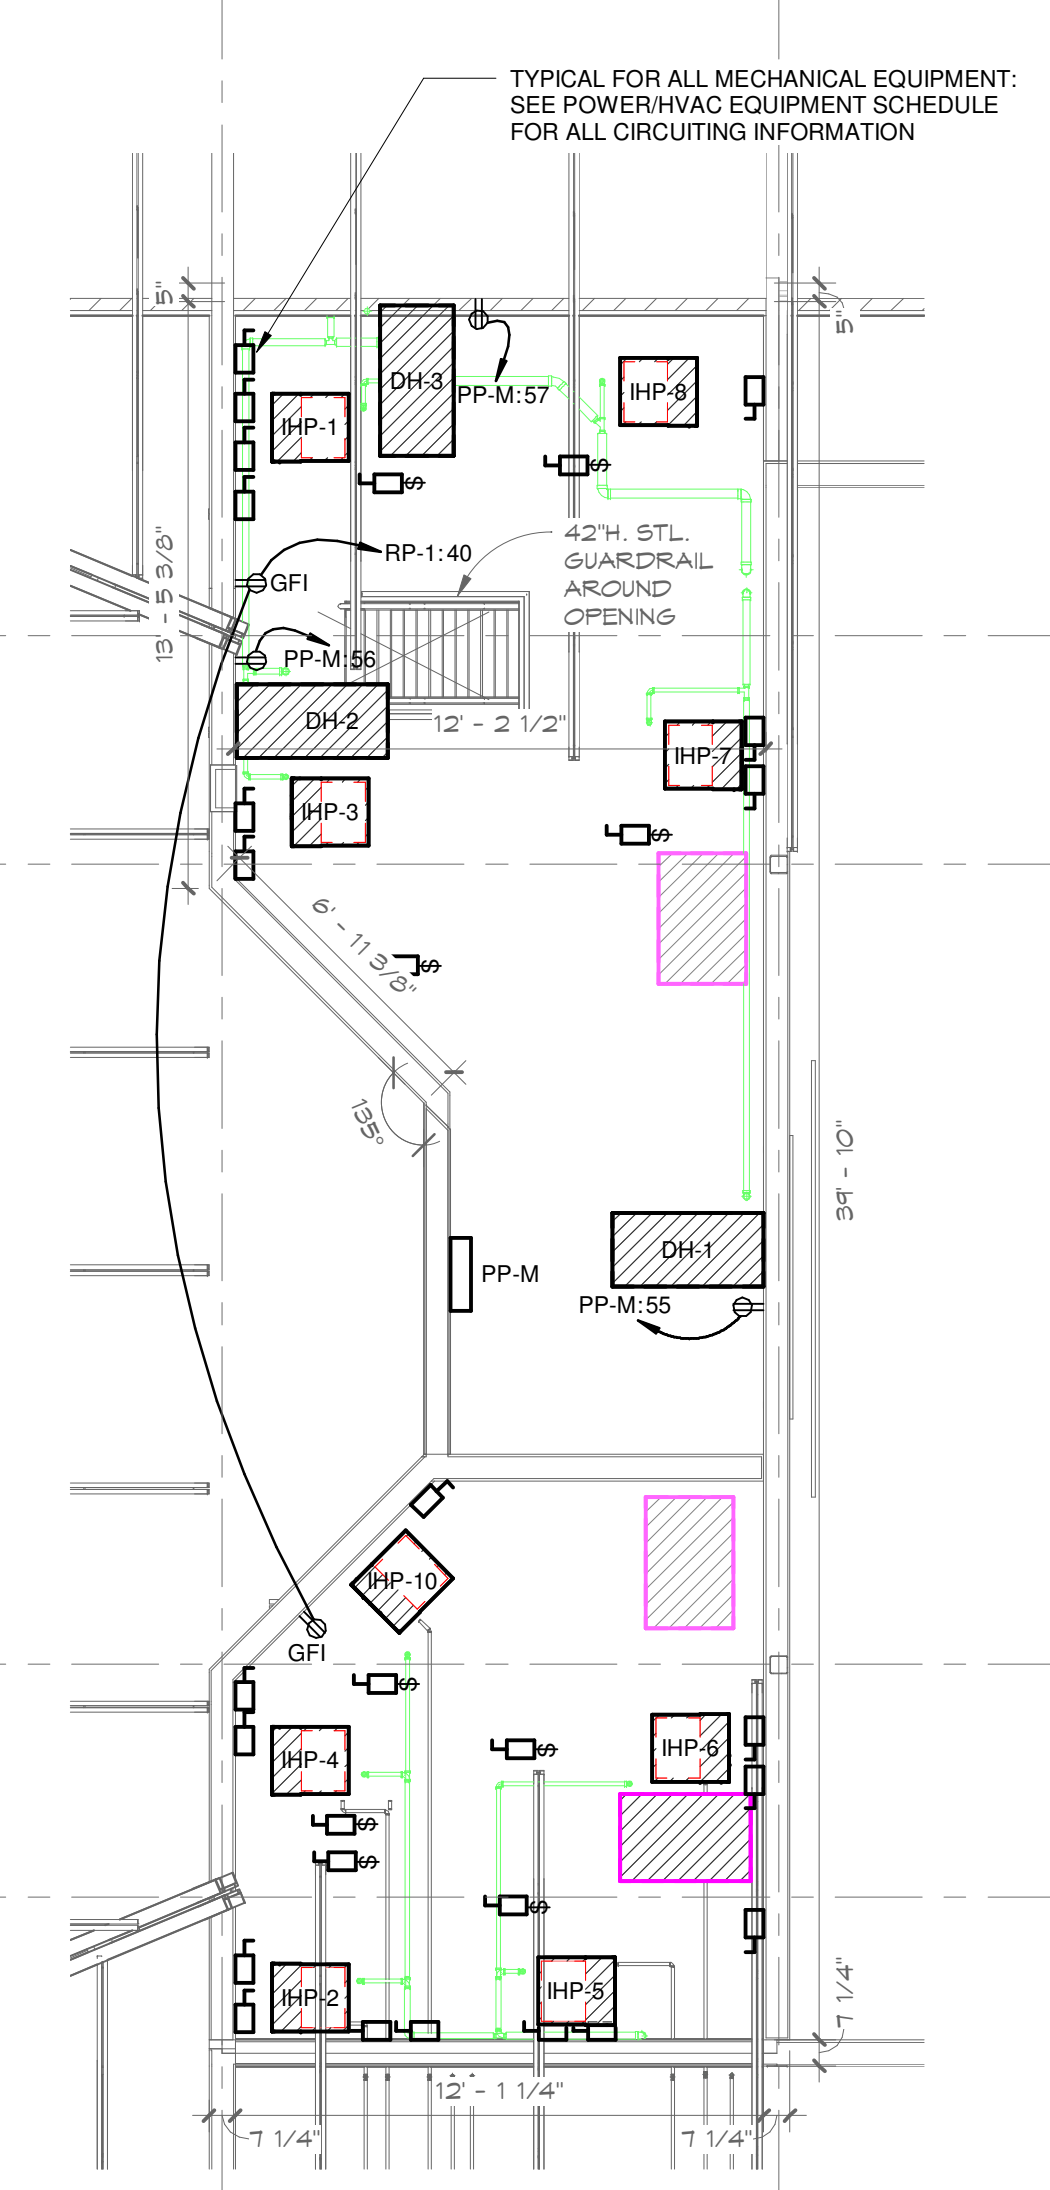 TYPICAL FOR ALL MECHANICAL EQUIPMENT:
SEE POWER/HVAC EQUIPMENT SCHEDULE
FOR ALL CIRCUITING INFORMATION
5"
5"
DH-3
PP-M:57
IHP-8
IHP-1
$
$
13' - 5 3/8"
RP-1:40
GFI
42"H. STL.
GUARDRAIL
AROUND
OPENING
PP-M:56
DH-2
12' - 2 1/2"
IHP-7
IHP-3
$
6' - 11 3/8"
$
135°
39' - 10"
DH-1
PP-M
PP-M:55
IHP-10
GFI
$
IHP-4
$
IHP-6
$
$
$
IHP-2
IHP-5
7 1/4"
12' - 1 1/4"
7 1/4"
7 1/4"